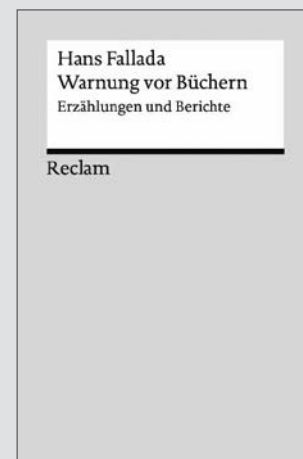 Hans Fallada
Warnung vor Büchern
Erzählungen und Berichte
Reclam